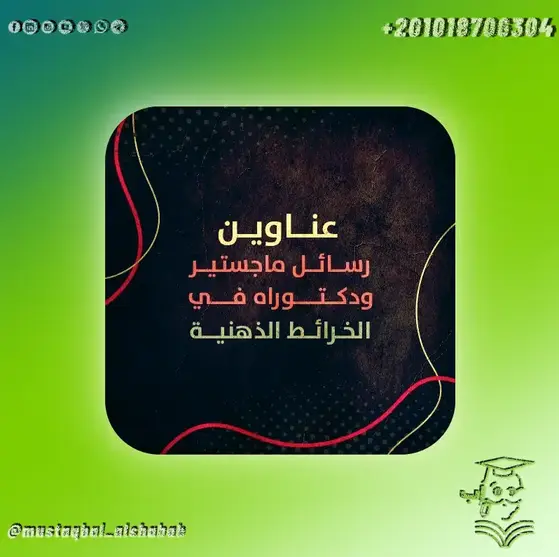 +201018706304
عناوين
رسائل ماجستير
ودكتوراه في
الخرائط الذهنية
@mustaqbal_alshabab